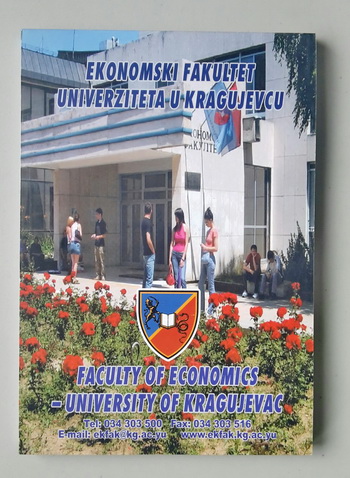 EKONOMSKI FAKULTET
UNIVERZITETA U KRAGUJEVCU
FAKULTE
FACULTY OF ECONOMICS
– UNIVERSITY OF KRAGUJEVAC
Tel: 034 303 500 Fax: 034 303 516
E-mail: ekfak@kg.ac.yu www.ekfak.kg.ac.yu